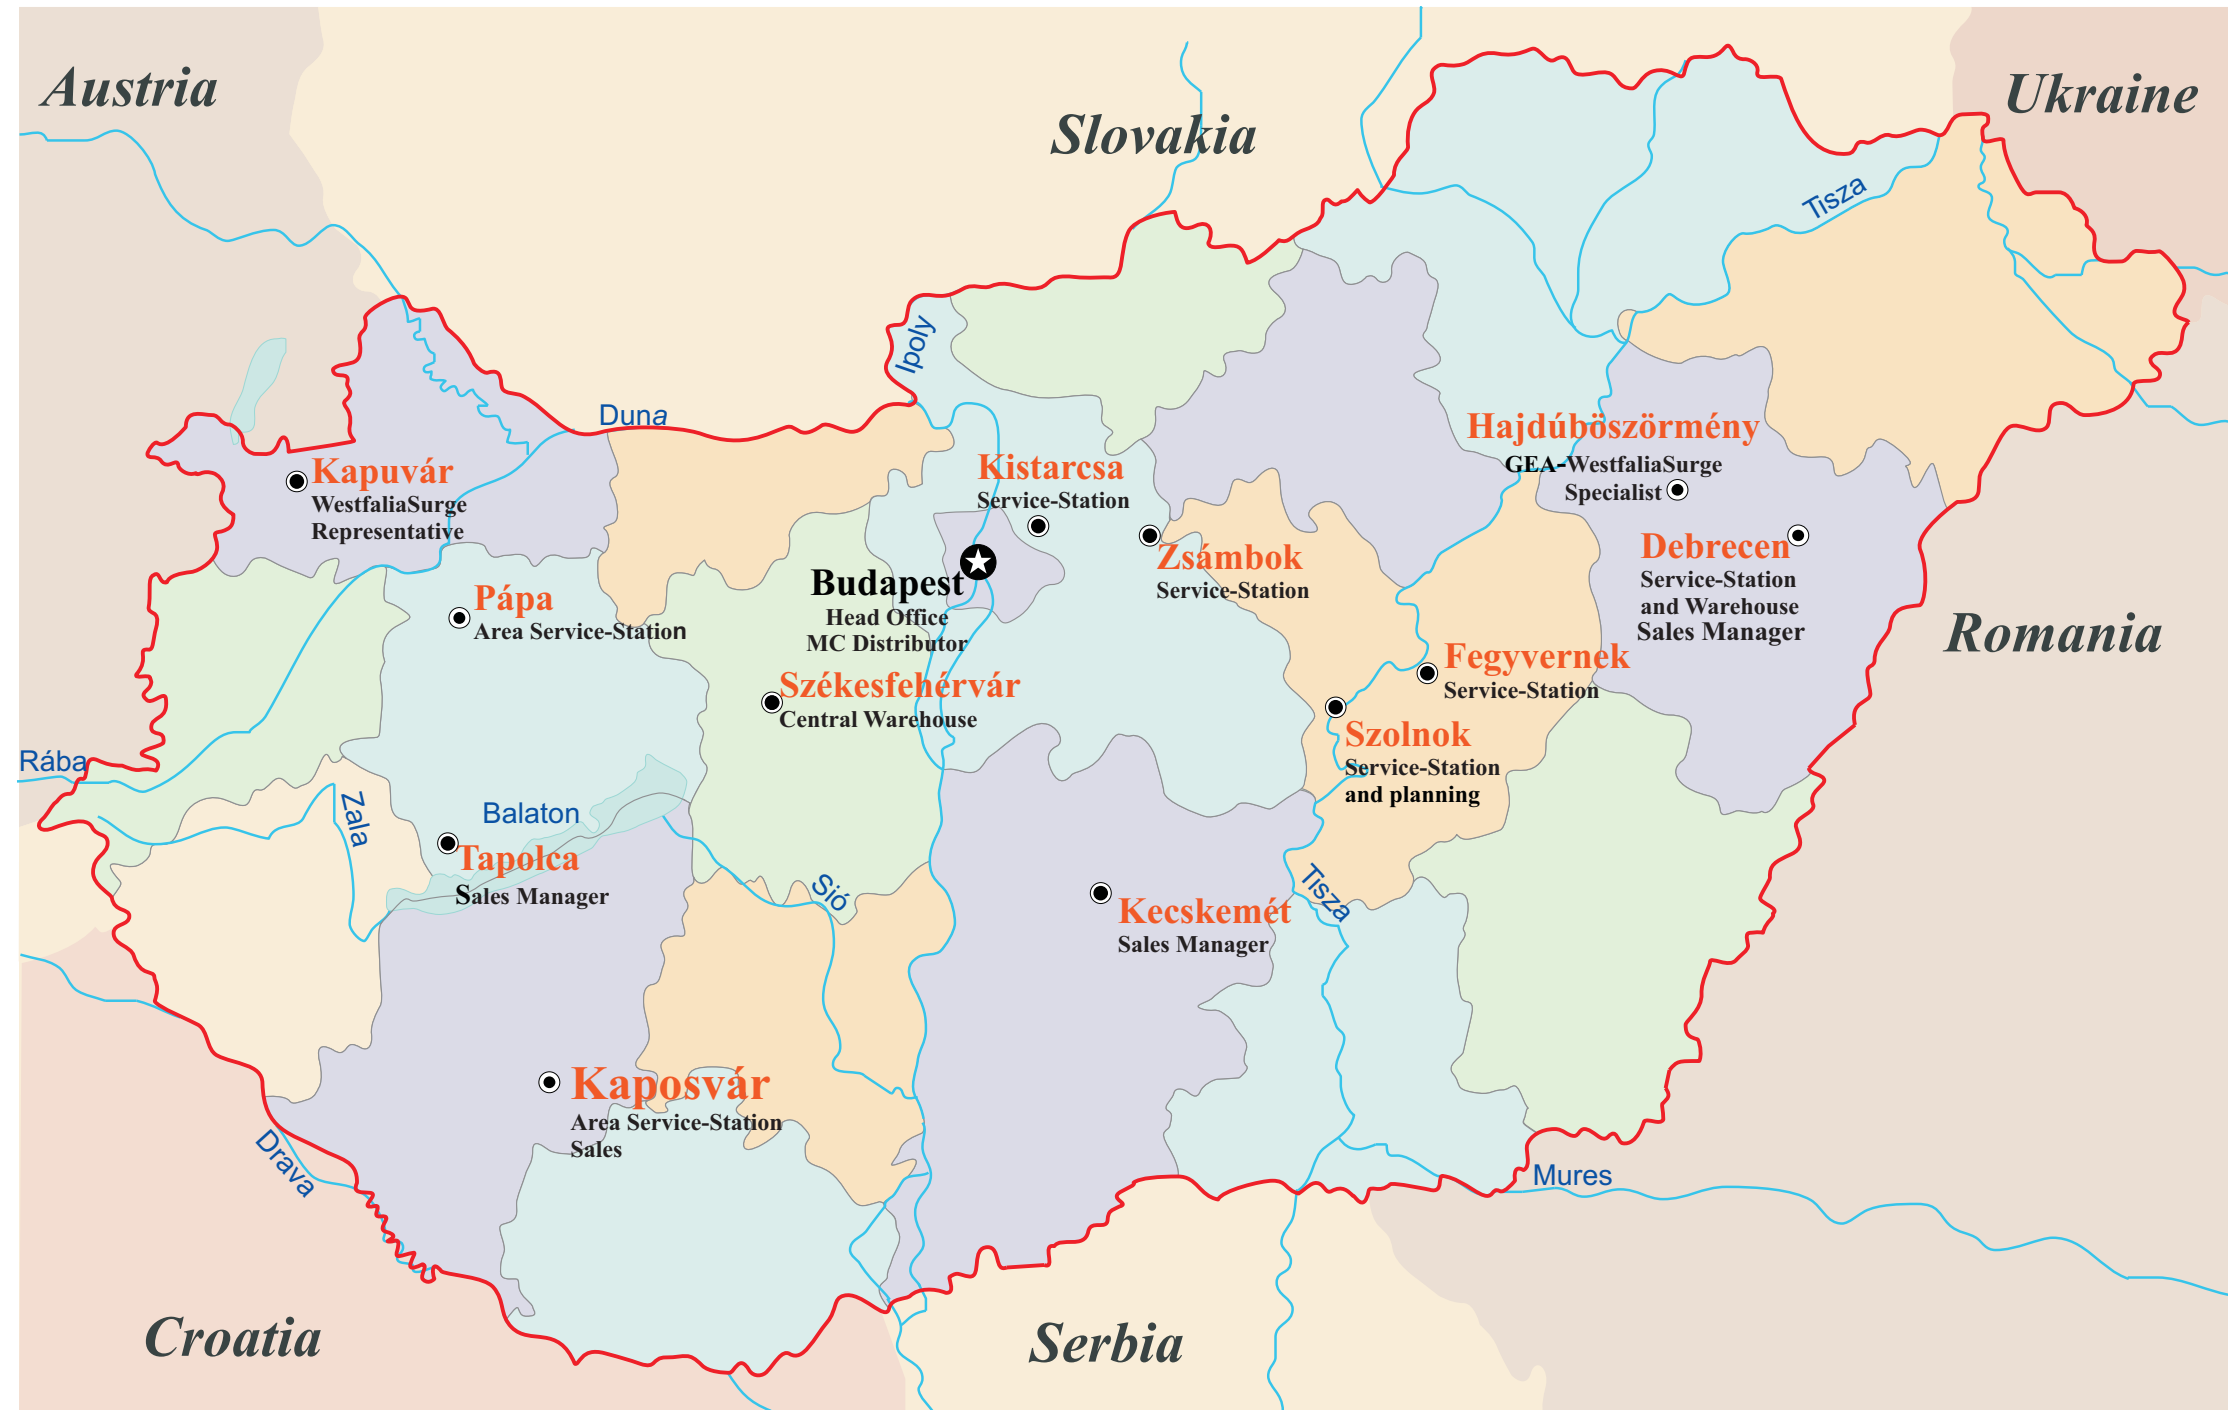 Austria
Slovakia
Ukraine
Tisza
Ipoly
Duna
Kapuvár
WestfaliaSurge
Representative
Kistarcsa
Service-Station
Hajdúböszörmény
GEA-WestfaliaSurge
Specialist
Zsámbok
Service-Station
Debrecen
Service-Station
and Warehouse
Sales Manager
Pápa
Area Service-Station
Budapest
Head Office
MC Distributor
Romania
Székesfehérvár
Central Warehouse
Fegyvernek
Service-Station
Szolnok
Service-Station
and planning
Rába
Zala
Balaton
Tapolca
Sales Manager
Sió
Tisza
Kecskemét
Sales Manager
Kaposvár
Area Service-Station
Sales
Drava
Mures
Croatia
Serbia